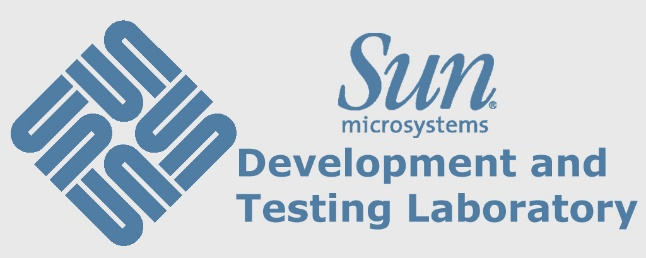 Sun®
microsystems
Development and
Testing Laboratory